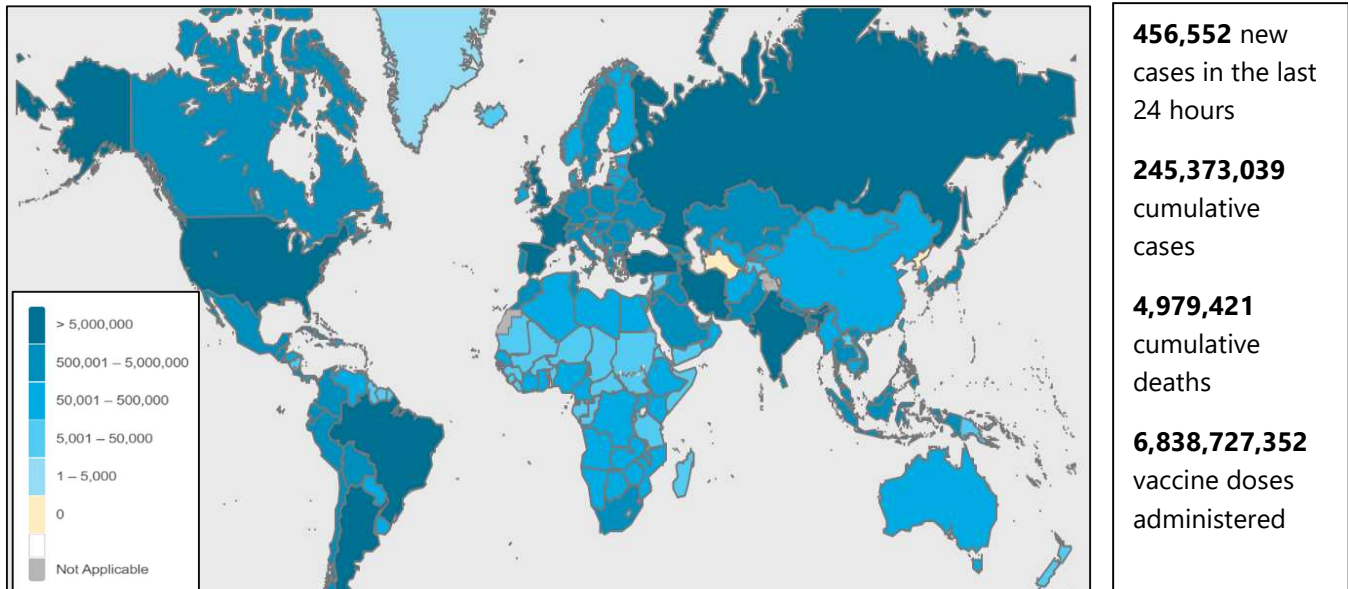 > 5,000,000
500,001 – 5,000,000
50,001 – 500,000
5,001 – 50,000
1 – 5,000
0
Not Applicable
456,552 new
cases in the last
24 hours
245,373,039
cumulative
cases
4,979,421
cumulative
deaths
6,838,727,352
vaccine doses
administered